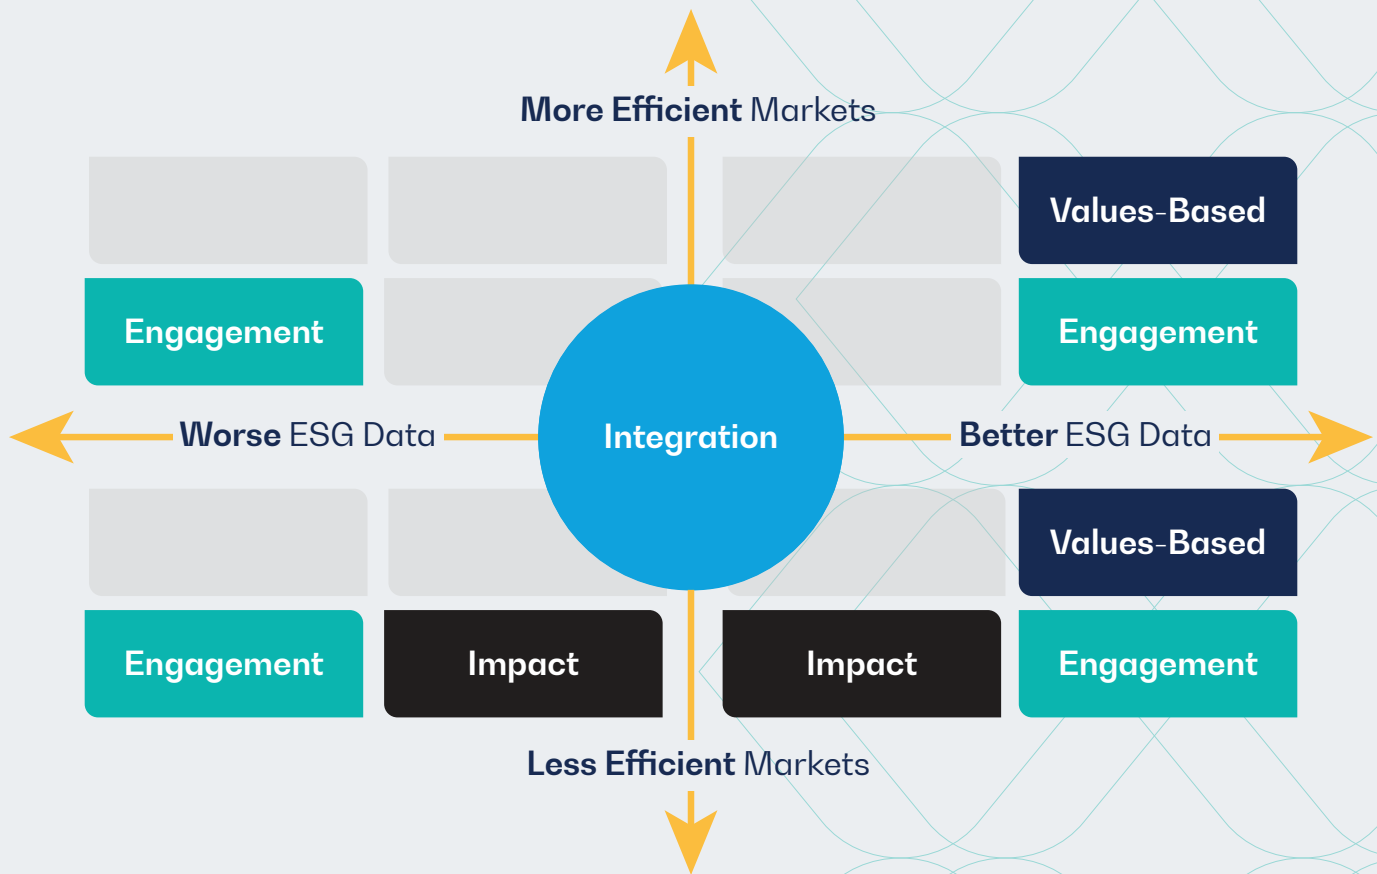 More Efficient Markets
Values-Based
Engagement
Engagement
Worse ESG Data
Integration
Better ESG Data
Values-Based
Engagement
Impact
Impact
Engagement
Less Efficient Markets